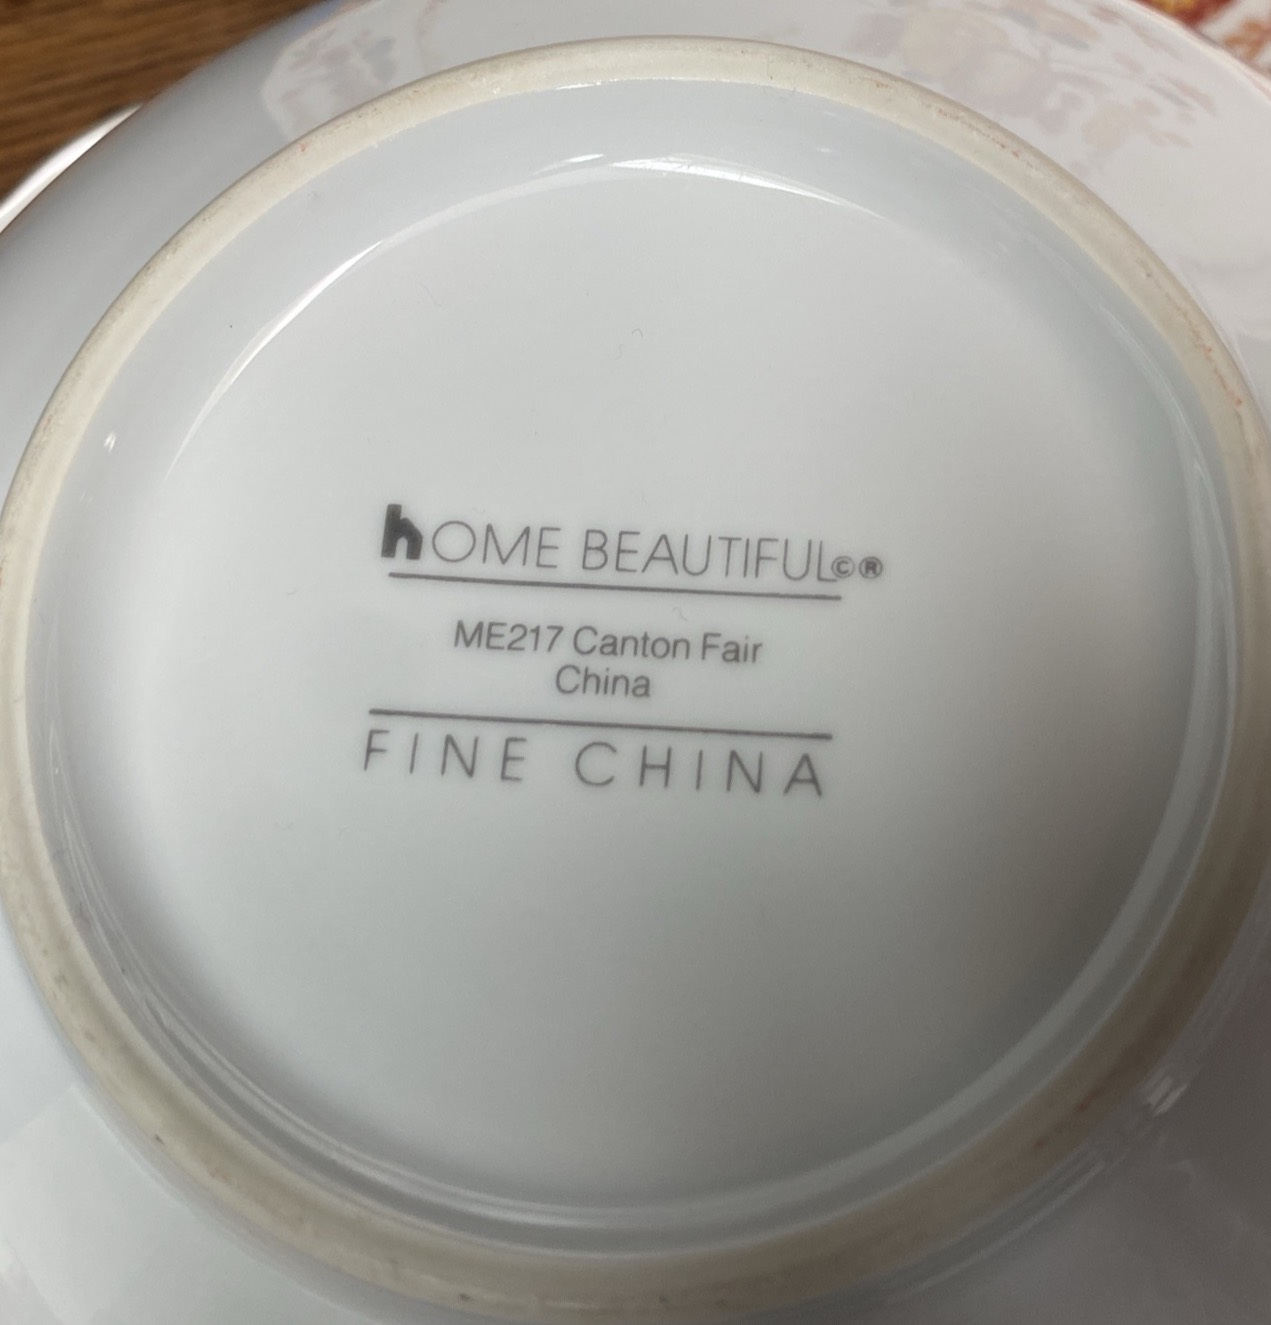 hOME BEAUTIFUL©®
ME217 Canton Fair
China
FINE CHINA